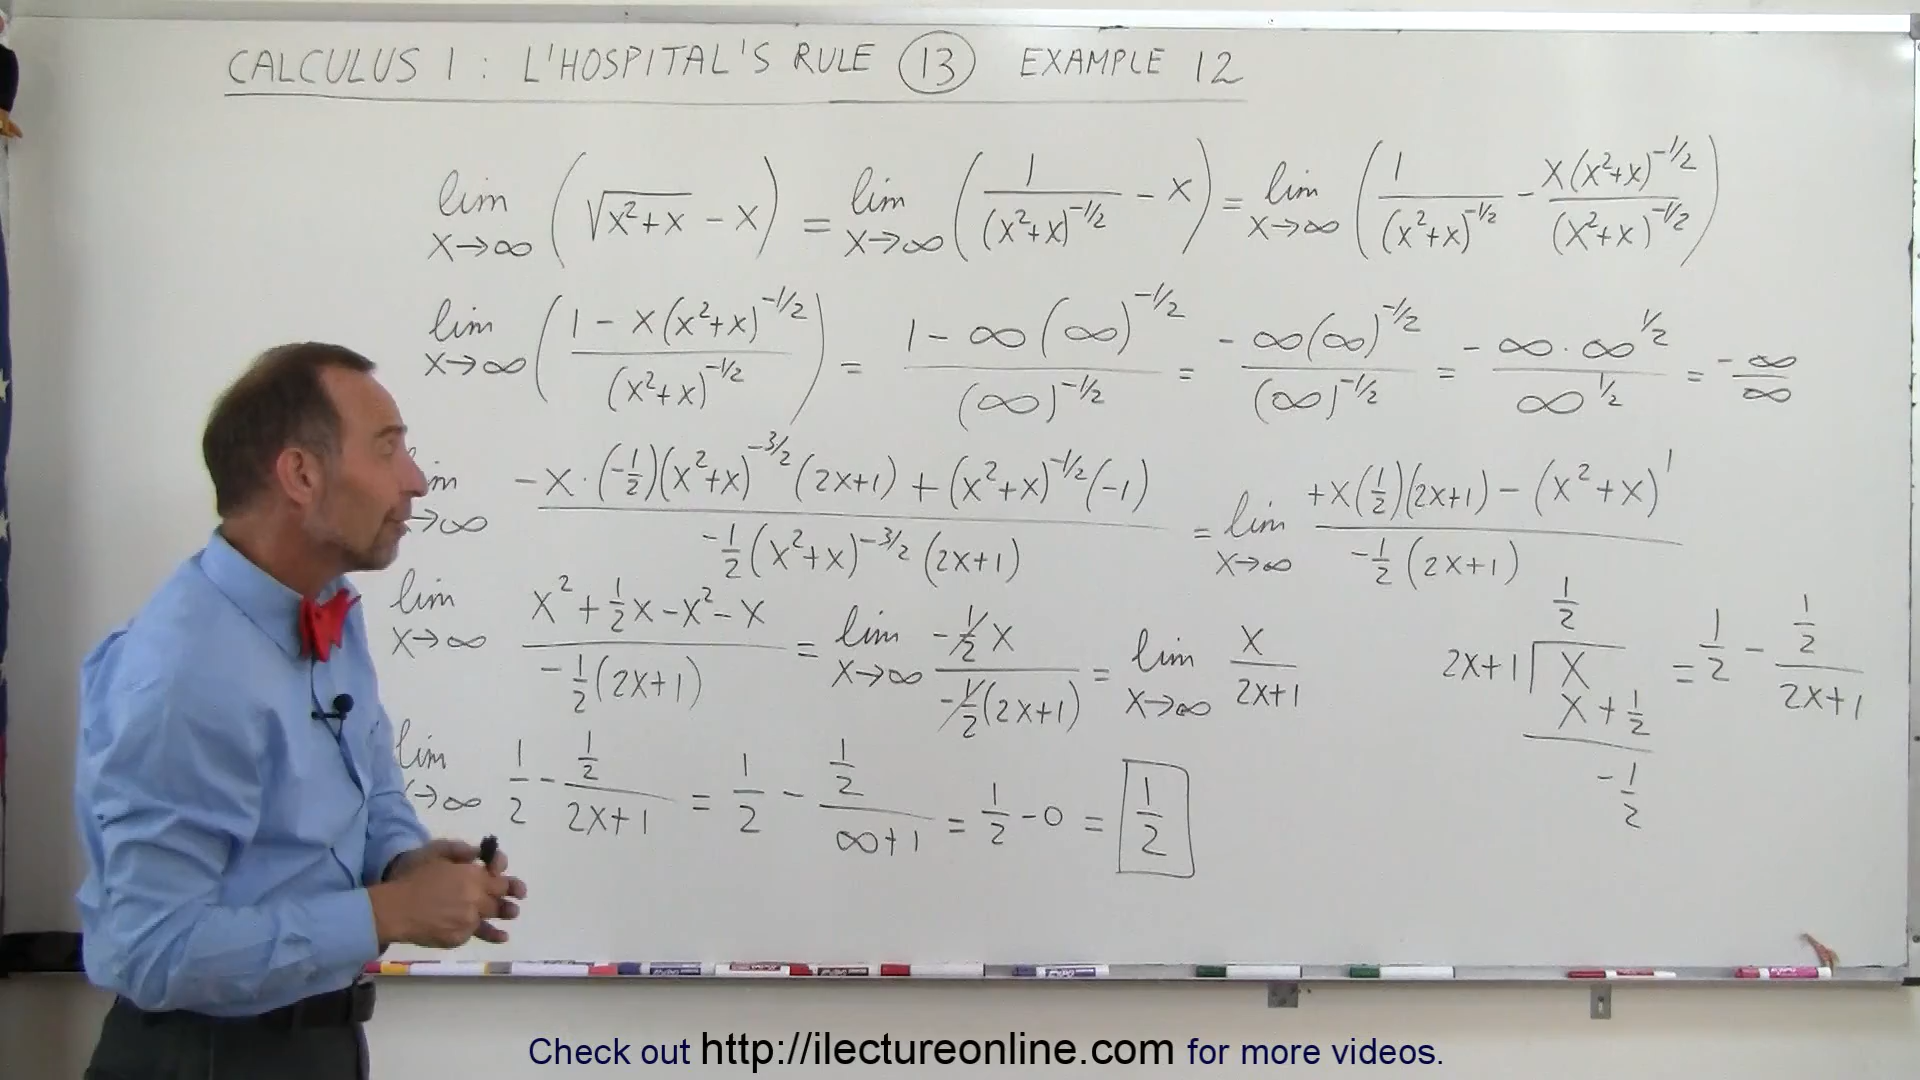 CALCULUS 1 : L'HOSPITAL'S RULE (13) EXAMPLE 12
lim x→∞ (√(x²+x) − x) = lim x→∞ (1/(x²+x)^(-1/2) − x) = lim x→∞ (1/(x²+x)^(-1/2) − x(x²+x)^(-1/2)/(x²+x)^(-1/2))
lim x→∞ ((1 − x(x²+x)^(-1/2))/(x²+x)^(-1/2)) = (1 − ∞(∞)^(-1/2))/(∞)^(-1/2) = −∞(∞)^(-1/2)/(∞)^(-1/2) = −∞·∞^(1/2)/∞^(1/2) = −∞/∞
im →∞ (−x·(−1/2)(x²+x)^(-3/2)(2x+1) + (x²+x)^(-1/2)(−1))/(−1/2(x²+x)^(-3/2)(2x+1)) = lim x→∞ (+x(1/2)(2x+1) − (x²+x)^1)/(−1/2(2x+1))
lim x→∞ (x² + 1/2x − x² − x)/(−1/2(2x+1)) = lim x→∞ (−1/2x)/(−1/2(2x+1)) = lim x→∞ x/(2x+1)
1/2
2x+1 ) x = 1/2 − (1/2)/(2x+1)
x + 1/2
−1/2
lim x→∞ 1/2 − (1/2)/(2x+1) = 1/2 − (1/2)/(∞+1) = 1/2 − 0 = 1/2
Check out http://ilectureonline.com for more videos.